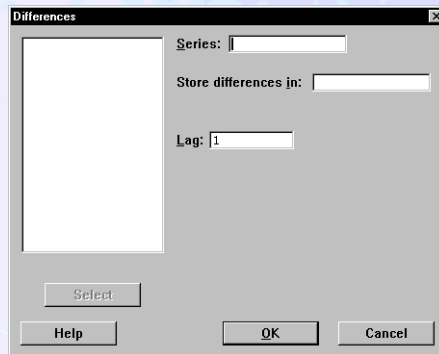 Differences
Series:
Store differences in:
Lag: 1
Select
Help OK Cancel